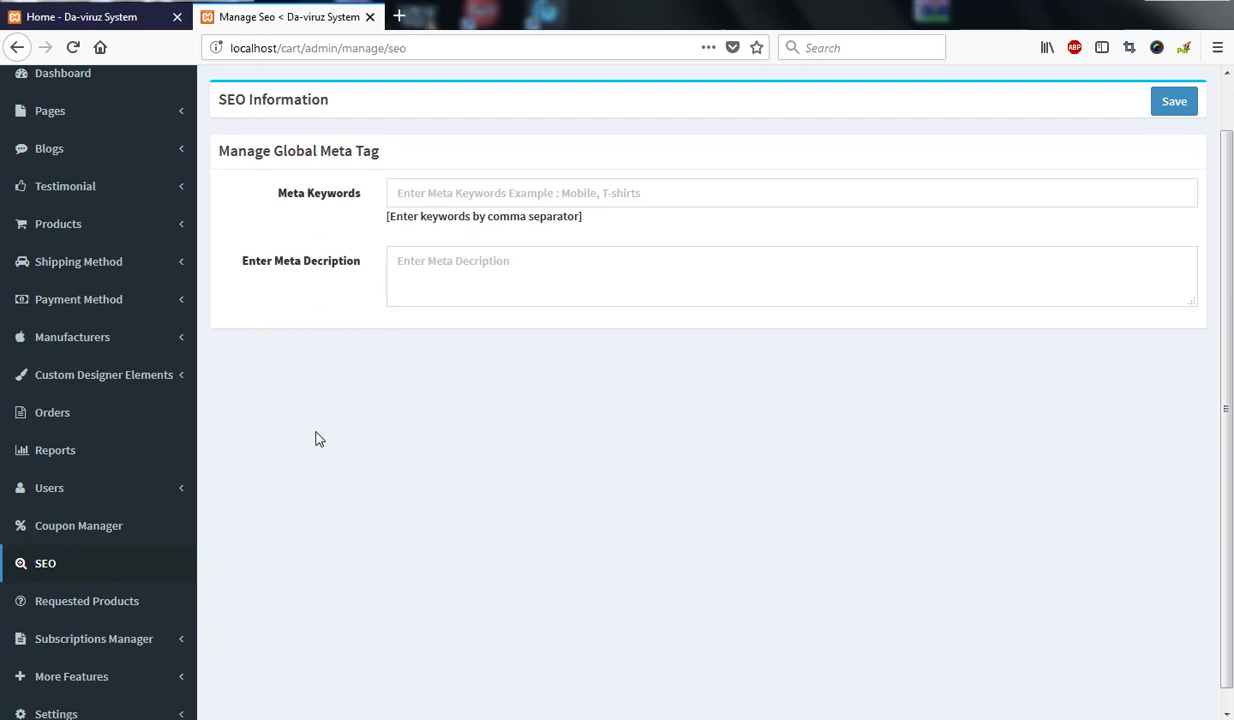 Home - Da-viruz System
Manage Seo < Da-viruz System
localhost/cart/admin/manage/seo
Search
ABP
Dashboard
SEO Information
Save
Pages
Manage Global Meta Tag
Blogs
Testimonial
Meta Keywords
Enter Meta Keywords Example : Mobile, T-shirts
[Enter keywords by comma separator]
Products
Shipping Method
Enter Meta Decription
Enter Meta Decription
Payment Method
Manufacturers
Custom Designer Elements
Orders
Reports
Users
Coupon Manager
SEO
Requested Products
Subscriptions Manager
More Features
Settings